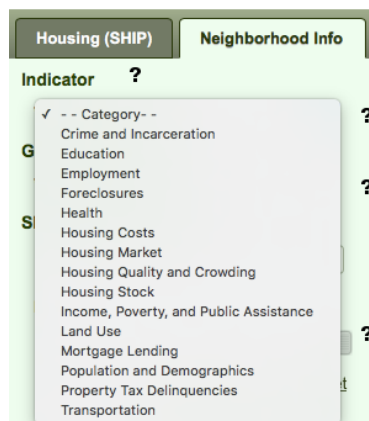 Housing (SHIP) Neighborhood Info
Indicator ?
✓ - - Category- -
?
Crime and Incarceration
G
Education
Employment
?
Foreclosures
Health
Housing Costs
Housing Market
Housing Quality and Crowding
Housing Stock
Income, Poverty, and Public Assistance
Land Use
?
Mortgage Lending
Population and Demographics
Property Tax Delinquencies
Transportation